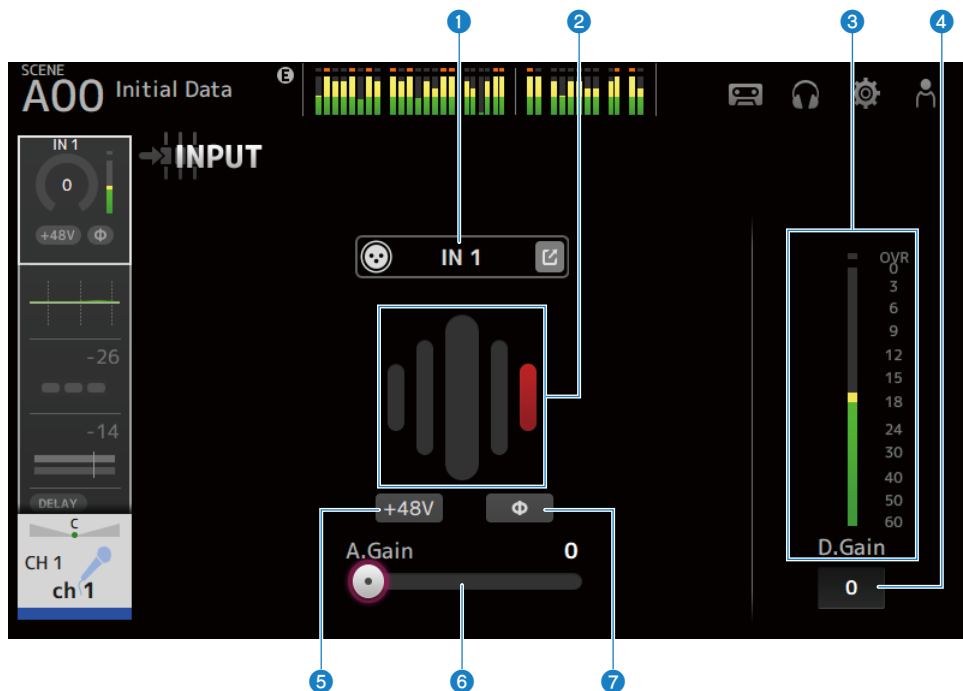 1 2 3 4
SCENE
A00 Initial Data E
IN 1
0
+48V Φ
INPUT
IN 1
-26
-14
DELAY
C
CH 1
ch 1
+48V Φ
A.Gain 0
OVR
0
3
6
9
12
15
18
24
30
40
50
60
D.Gain
0
5 6 7